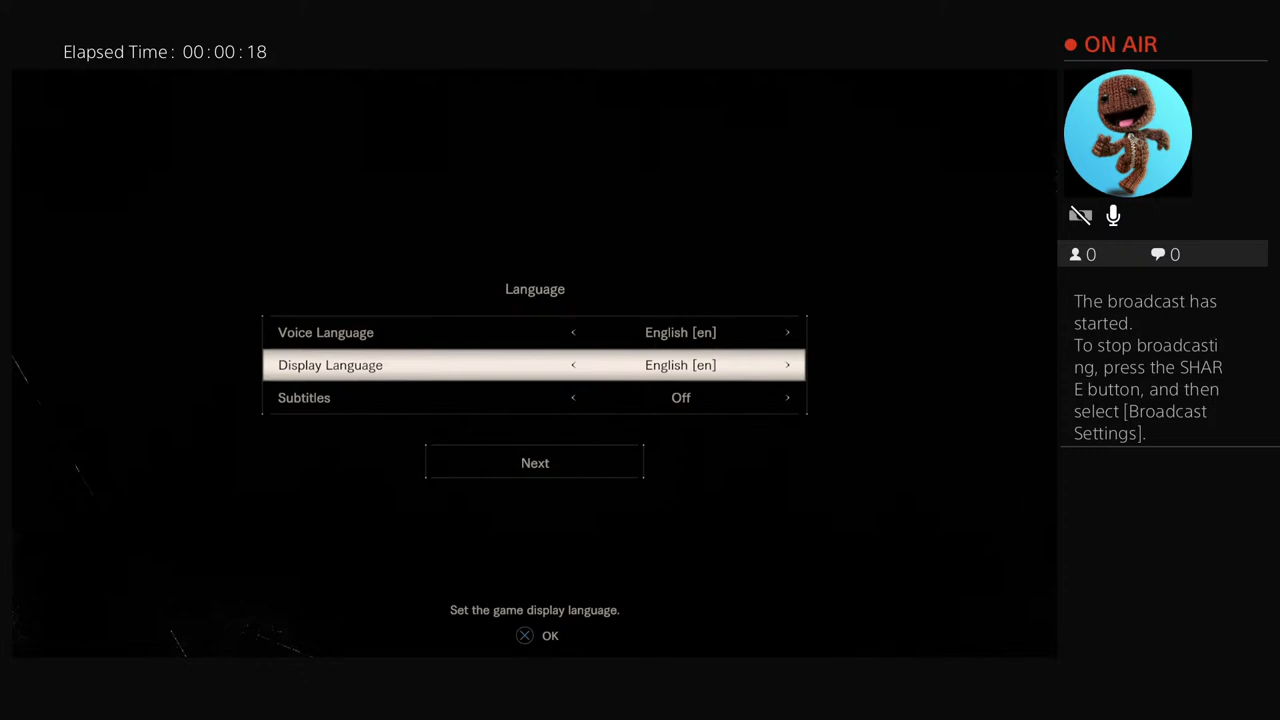 Elapsed Time: 00:00:18
ON AIR
0 0
The broadcast has
started.
To stop broadcasti
ng, press the SHAR
E button, and then
select [Broadcast
Settings].
Language
Voice Language < English [en] >
Display Language < English [en] >
Subtitles < Off >
Next
Set the game display language.
OK